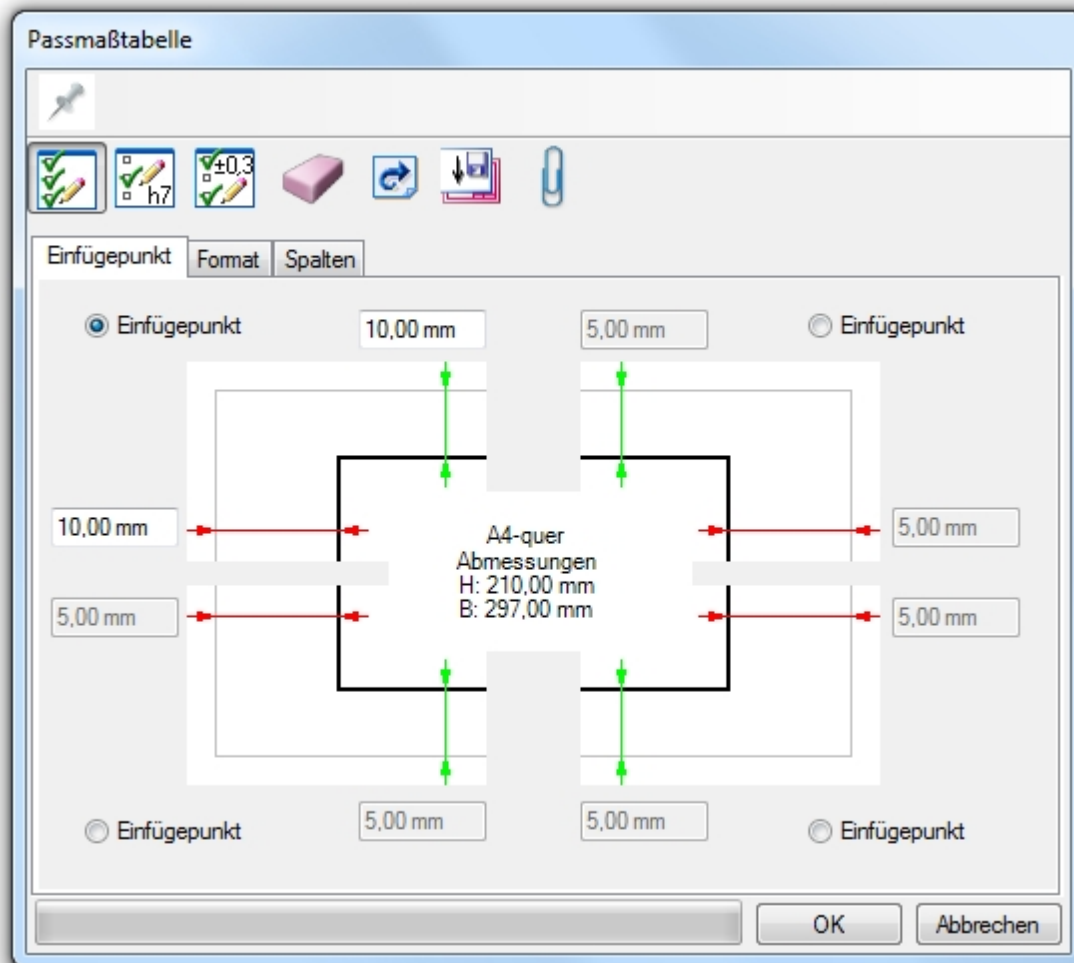 Passmaßtabelle
h7
±0,3
Einfügepunkt Format Spalten
Einfügepunkt 10,00 mm 5,00 mm Einfügepunkt
10,00 mm 5,00 mm
A4-quer
Abmessungen
H: 210,00 mm
B: 297,00 mm
5,00 mm 5,00 mm
Einfügepunkt 5,00 mm 5,00 mm Einfügepunkt
OK Abbrechen